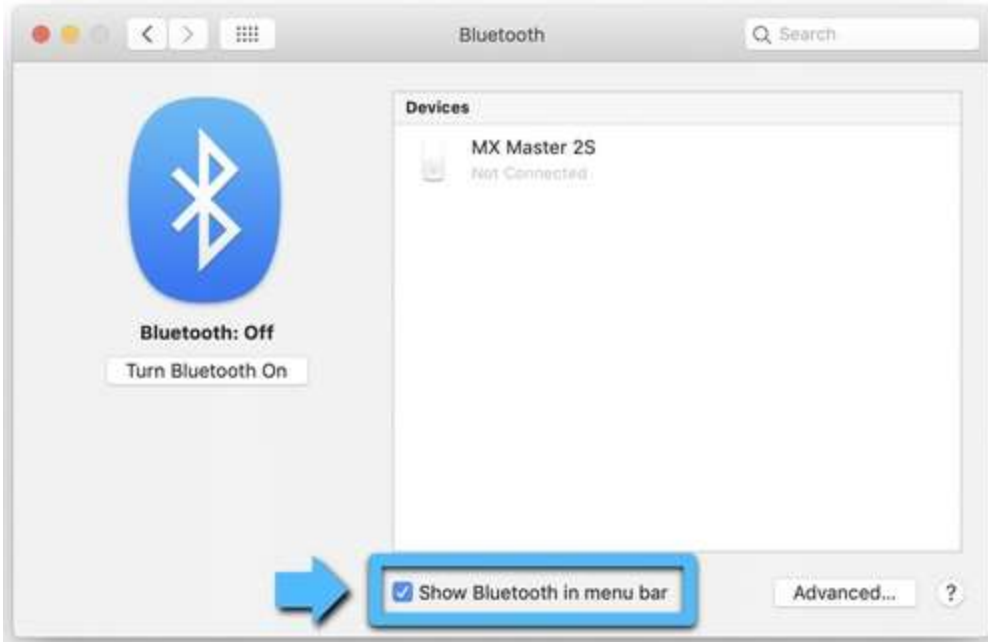 Bluetooth
Search
Devices
MX Master 2S
Not Connected
Bluetooth: Off
Turn Bluetooth On
Show Bluetooth in menu bar
Advanced...
?